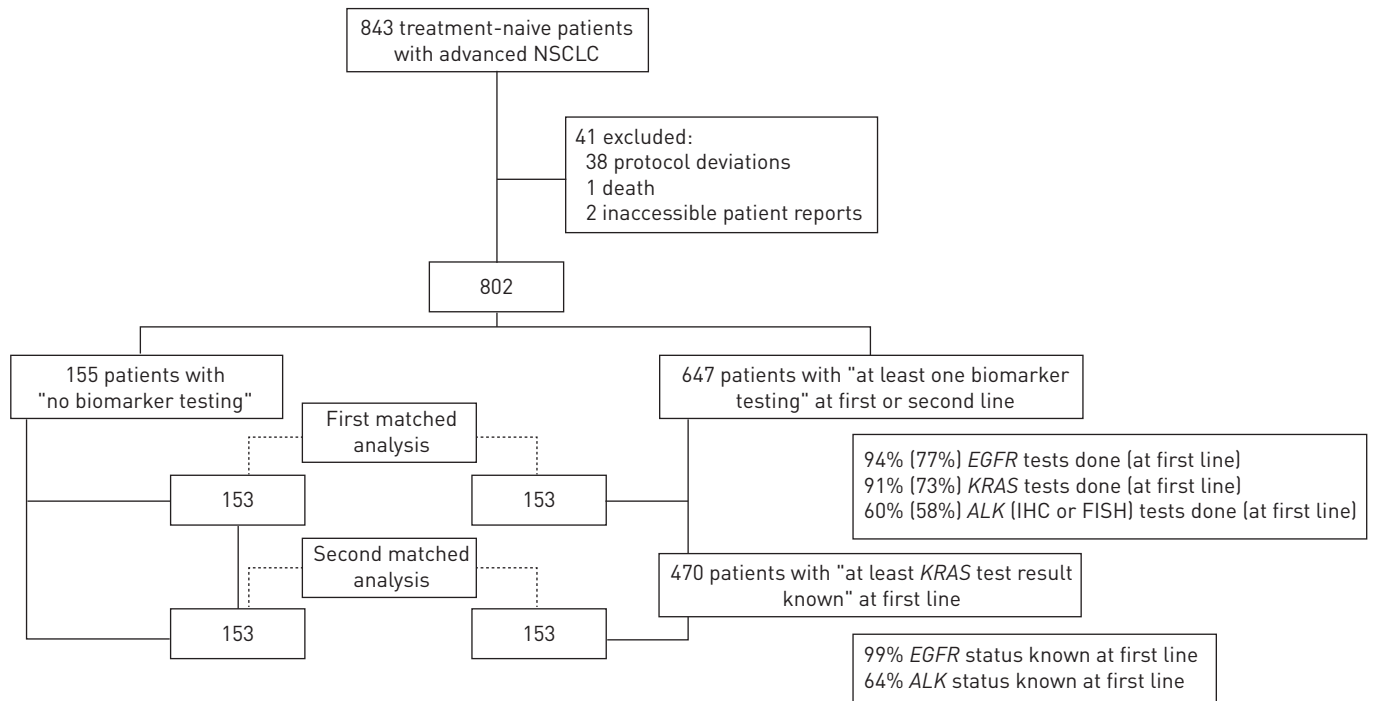 843 treatment-naive patients
with advanced NSCLC
41 excluded:
38 protocol deviations
1 death
2 inaccessible patient reports
802
155 patients with
"no biomarker testing"
647 patients with "at least one biomarker
testing" at first or second line
First matched
analysis
94% (77%) EGFR tests done (at first line)
91% (73%) KRAS tests done (at first line)
60% (58%) ALK (IHC or FISH) tests done (at first line)
153
153
Second matched
analysis
470 patients with "at least KRAS test result
known" at first line
153
153
99% EGFR status known at first line
64% ALK status known at first line